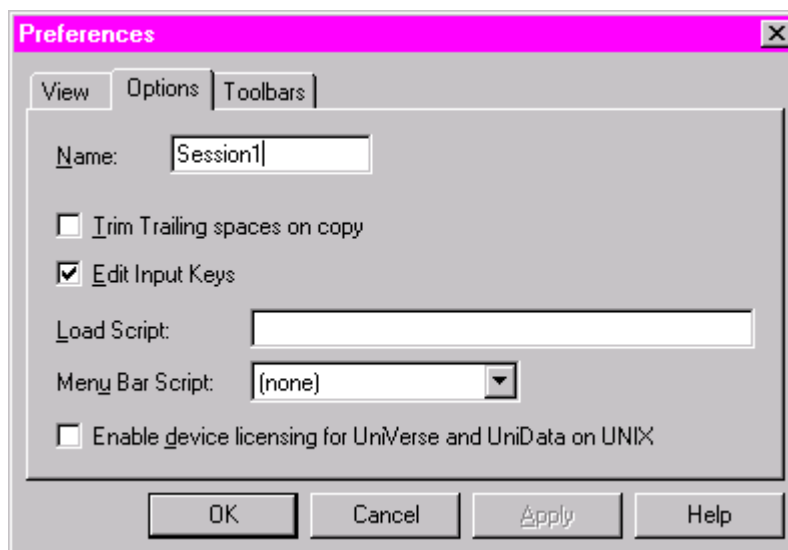 Preferences
View Options Toolbars
Name: Session1
Trim Trailing spaces on copy
Edit Input Keys
Load Script:
Menu Bar Script: (none)
Enable device licensing for UniVerse and UniData on UNIX
OK Cancel Apply Help